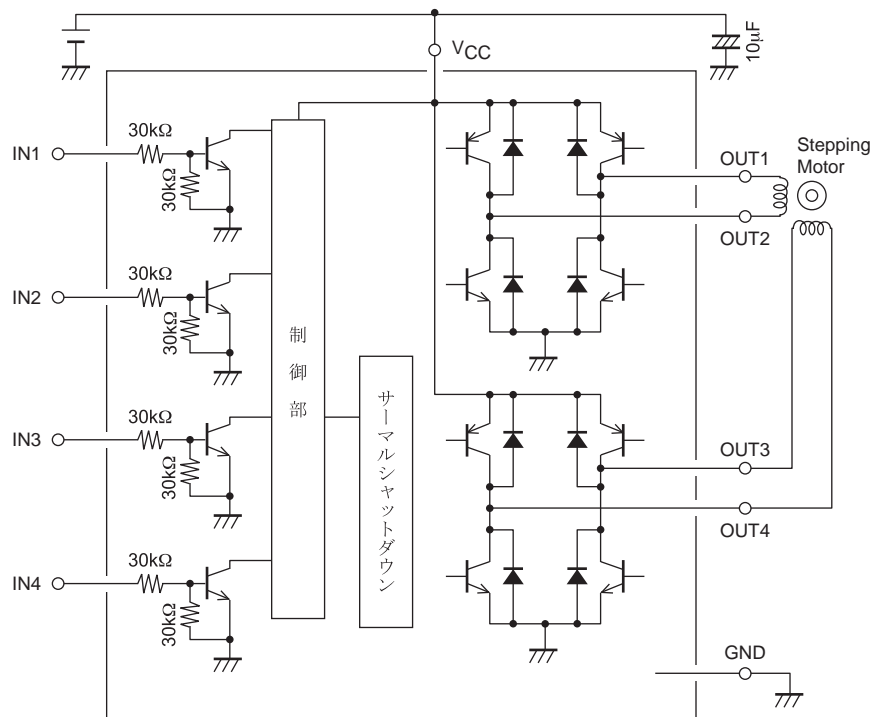 VCC
10μF
IN1
30kΩ
30kΩ
IN2
30kΩ
30kΩ
IN3
30kΩ
30kΩ
IN4
30kΩ
30kΩ
制御部
サーマルシャットダウン
OUT1
OUT2
Stepping
Motor
OUT3
OUT4
GND